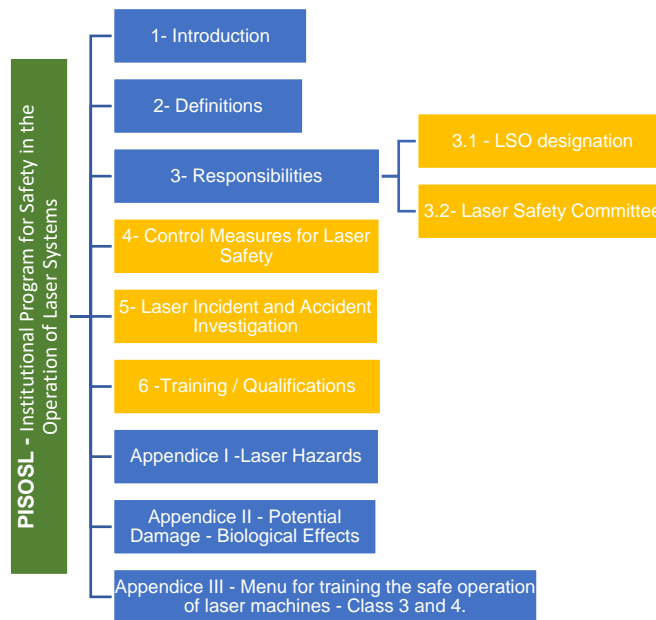 PISOSL - Institutional Program for Safety in the
Operation of Laser Systems
1- Introduction
2- Definitions
3- Responsibilities
3.1 - LSO designation
3.2- Laser Safety Committee
4- Control Measures for Laser
Safety
5- Laser Incident and Accident
Investigation
6 -Training / Qualifications
Appendice I -Laser Hazards
Appendice II - Potential
Damage - Biological Effects
Appendice III - Menu for training the safe operation
of laser machines - Class 3 and 4.